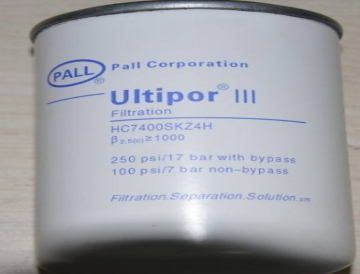 PALL ® Pall Corporation
Ultipor® III
Filtration
HC7400SKZ4H
β2.5(c)≥1000
250 psi/17 bar with bypass
100 psi/7 bar non-bypass
Filtration.Separation.Solution.SM